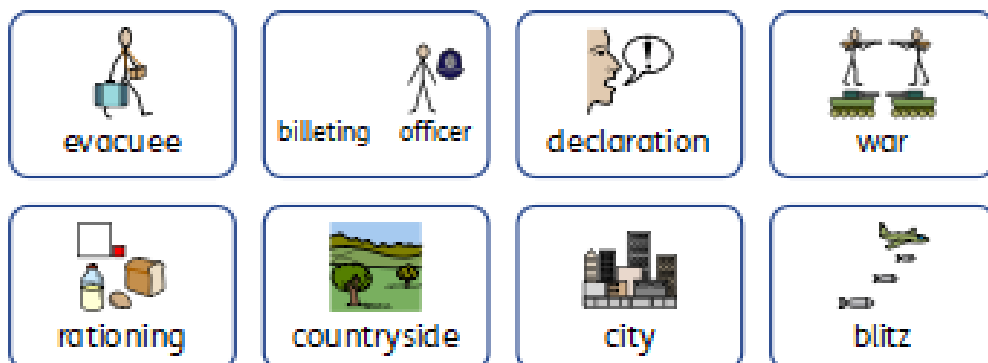 evacuee
billeting officer
declaration
war
rationing
countryside
city
blitz